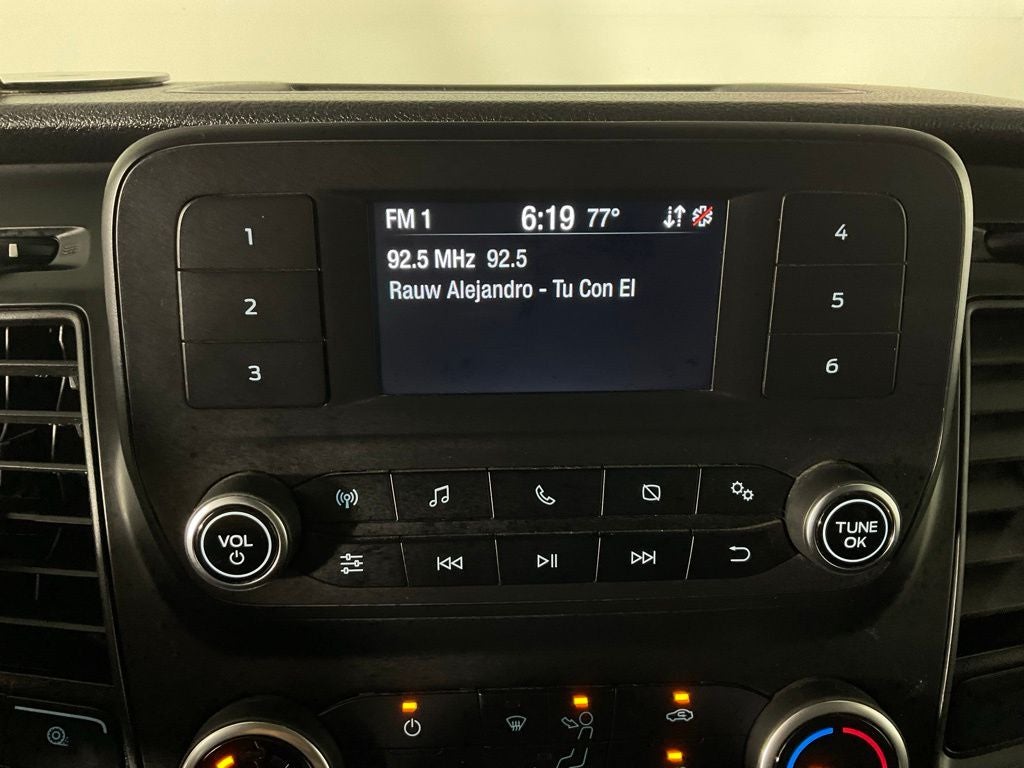 FM 1 6:19 77°
92.5 MHz 92.5
Rauw Alejandro - Tu Con El
1
2
3
4
5
6
VOL
TUNE
OK